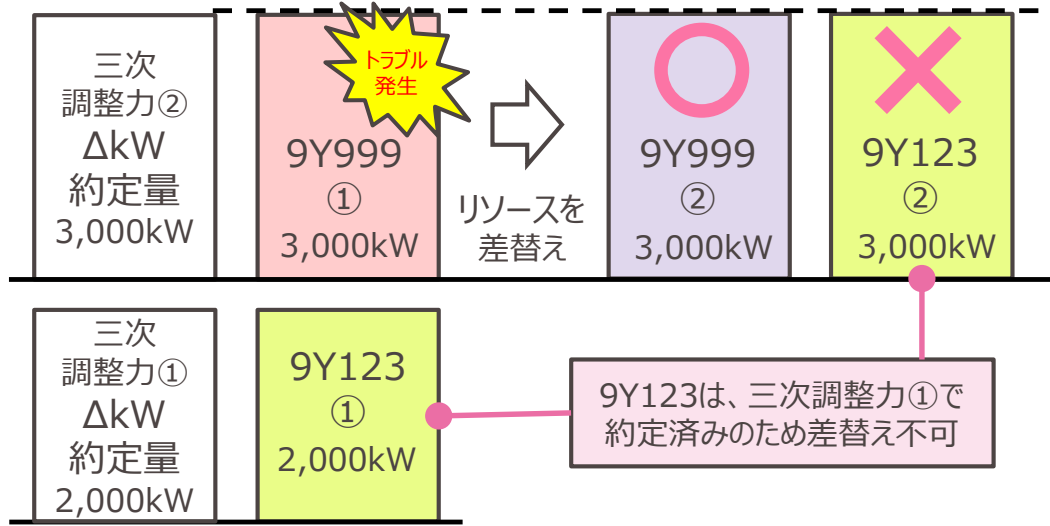 三次
調整力②
ΔkW
約定量
3,000kW
トラブル
発生
9Y999
①
3,000kW
リソースを
差替え
9Y999
②
3,000kW
9Y123
②
3,000kW
三次
調整力①
ΔkW
約定量
2,000kW
9Y123
①
2,000kW
9Y123は、三次調整力①で
約定済みのため差替え不可